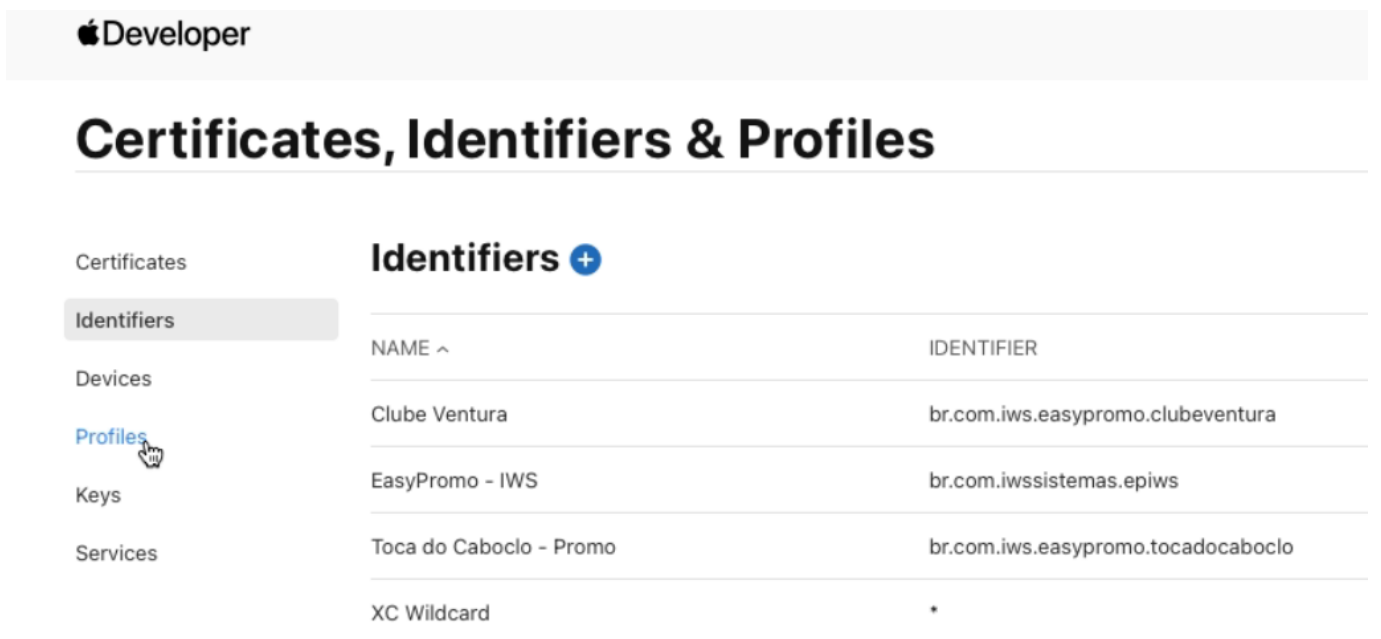 Developer
Certificates, Identifiers & Profiles
Certificates
Identifiers
Devices
Profiles
Keys
Services
Identifiers
NAME IDENTIFIER
Clube Ventura br.com.iws.easypromo.clubeventura
EasyPromo - IWS br.com.iwssistemas.epiws
Toca do Caboclo - Promo br.com.iws.easypromo.tocadocaboclo
XC Wildcard *